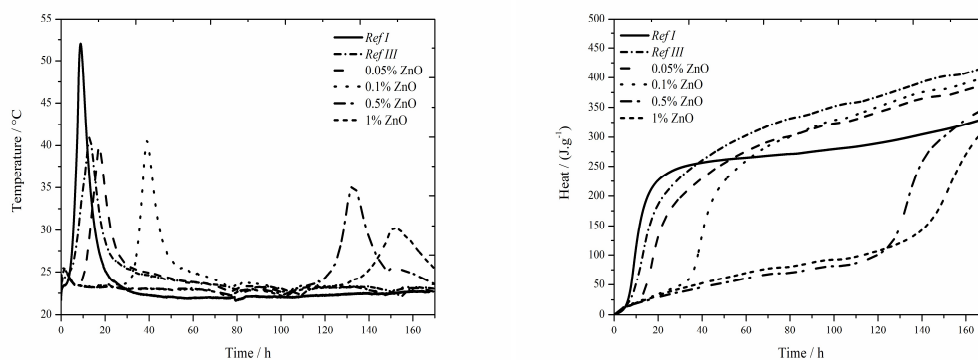 55
50
45
40
35
30
25
20
0 20 40 60 80 100 120 140 160
Temperature / °C
Time / h
Ref I
Ref III
0.05% ZnO
0.1% ZnO
0.5% ZnO
1% ZnO
500
450
400
350
300
250
200
150
100
50
0
0 20 40 60 80 100 120 140 160
Heat / (J.g⁻¹)
Time / h
Ref I
Ref III
0.05% ZnO
0.1% ZnO
0.5% ZnO
1% ZnO